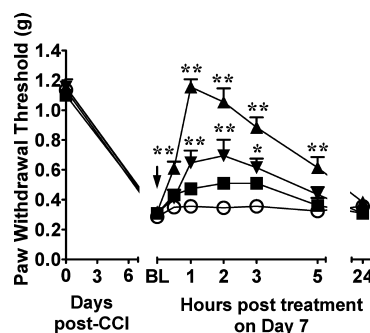 Paw Withdrawal Threshold (g)
1.4
1.2
1.0
0.8
0.6
0.4
0.2
0.0
** ** ** ** **
** ** *
0 3 6 BL 1 2 3 5 24
Days
post-CCI
Hours post treatment
on Day 7